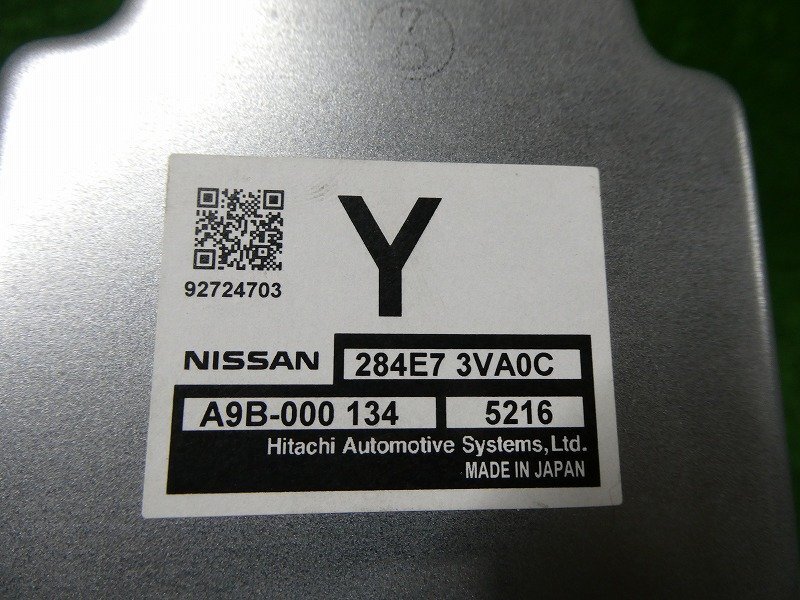 Y
92724703
NISSAN 284E7 3VA0C
A9B-000 134 5216
Hitachi Automotive Systems,Ltd.
MADE IN JAPAN